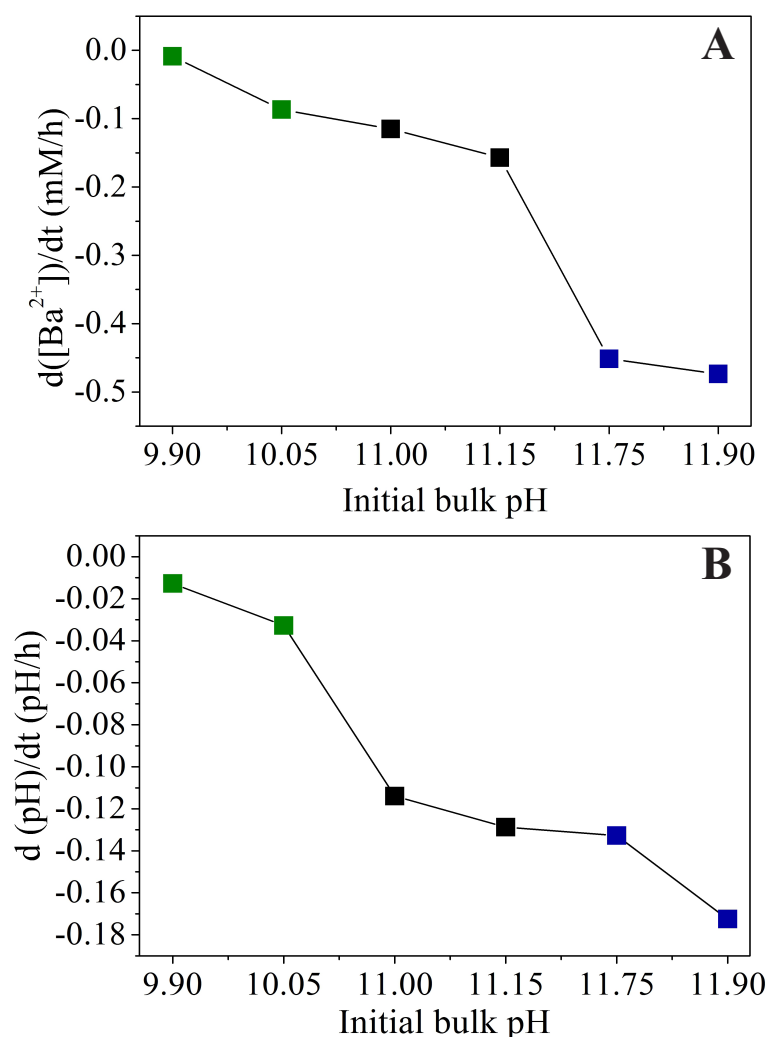 A
d([Ba²⁺])/dt (mM/h)
0.0
-0.1
-0.2
-0.3
-0.4
-0.5
9.90 10.05 11.00 11.15 11.75 11.90
Initial bulk pH
B
d (pH)/dt (pH/h)
0.00
-0.02
-0.04
-0.06
-0.08
-0.10
-0.12
-0.14
-0.16
-0.18
9.90 10.05 11.00 11.15 11.75 11.90
Initial bulk pH